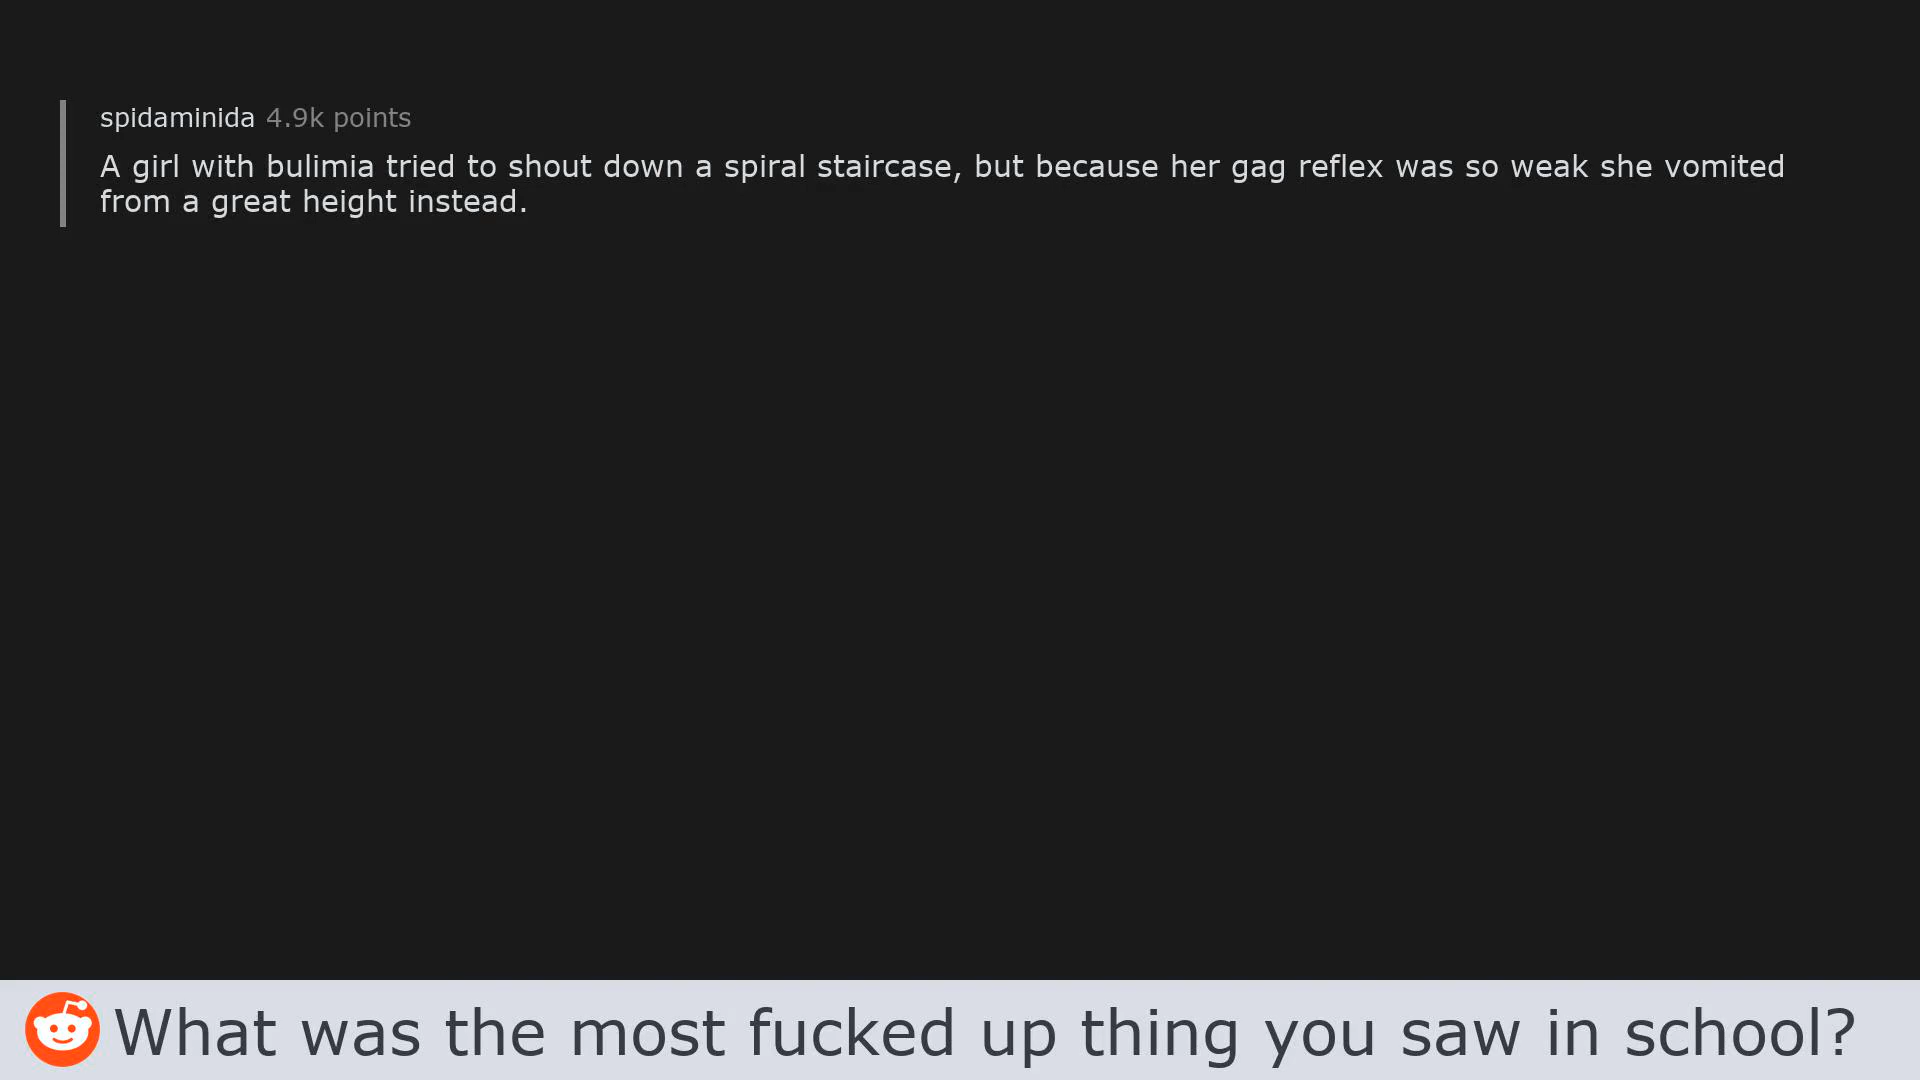 spidaminida 4.9k points
A girl with bulimia tried to shout down a spiral staircase, but because her gag reflex was so weak she vomited
from a great height instead.
What was the most fucked up thing you saw in school?